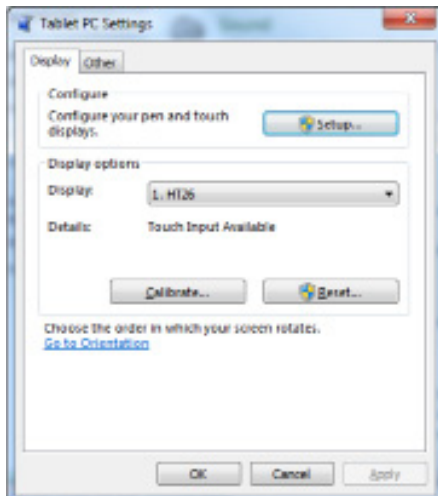 Tablet PC Settings
Display Other
Configure
Configure your pen and touch
displays.
Setup...
Display options
Display:
1. HT26
Details:
Touch Input Available
Calibrate...
Reset...
Choose the order in which your screen rotates.
Go to Orientation
OK
Cancel
Apply